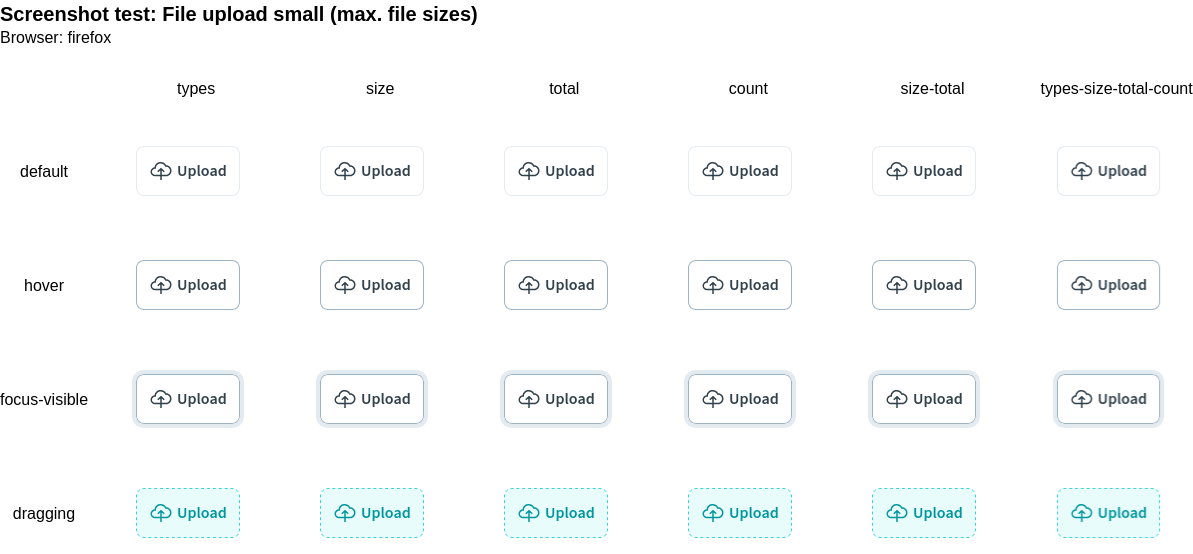 Screenshot test: File upload small (max. file sizes)
Browser: firefox
types size total count size-total types-size-total-count
default Upload Upload Upload Upload Upload Upload
hover Upload Upload Upload Upload Upload Upload
focus-visible Upload Upload Upload Upload Upload Upload
dragging Upload Upload Upload Upload Upload Upload